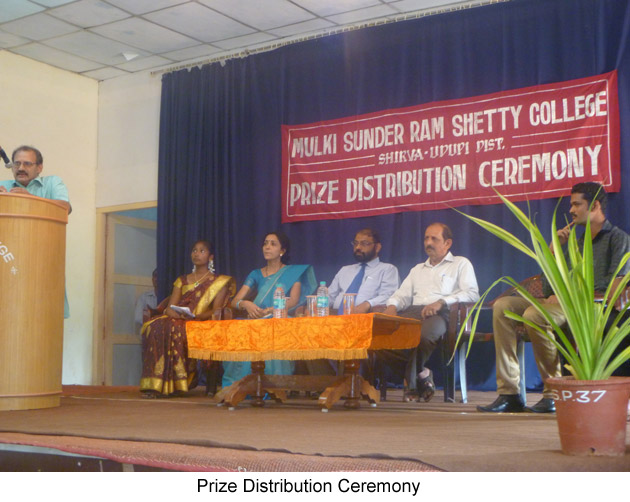 MULKI SUNDER RAM SHETTY COLLEGE
SHIRVA - UDUPI DIST.
PRIZE DISTRIBUTION CEREMONY
S.P. 37
Prize Distribution Ceremony